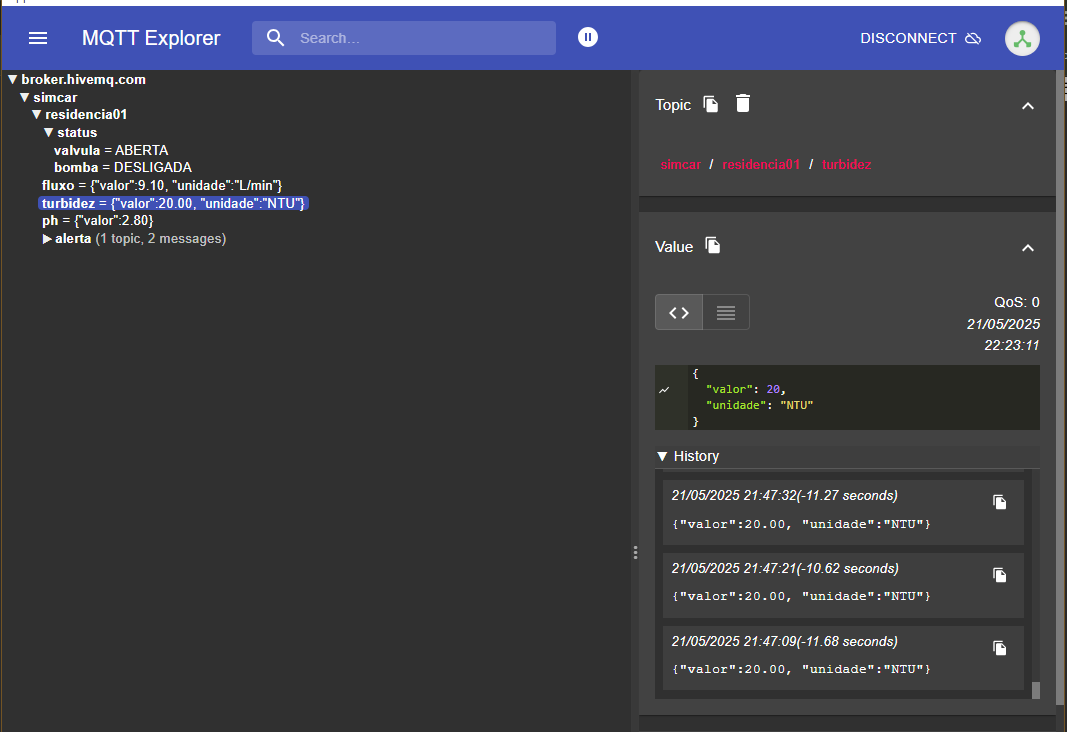 MQTT Explorer
Search...
DISCONNECT
▼ broker.hivemq.com
▼ simcar
▼ residencia01
▼ status
valvula = ABERTA
bomba = DESLIGADA
fluxo = {"valor":9.10, "unidade":"L/min"}
turbidez = {"valor":20.00, "unidade":"NTU"}
ph = {"valor":2.80}
▶ alerta (1 topic, 2 messages)
Topic
simcar / residencia01 / turbidez
Value
QoS: 0
21/05/2025
22:23:11
{
"valor": 20,
"unidade": "NTU"
}
▼ History
21/05/2025 21:47:32(-11.27 seconds)
{"valor":20.00, "unidade":"NTU"}
21/05/2025 21:47:21(-10.62 seconds)
{"valor":20.00, "unidade":"NTU"}
21/05/2025 21:47:09(-11.68 seconds)
{"valor":20.00, "unidade":"NTU"}